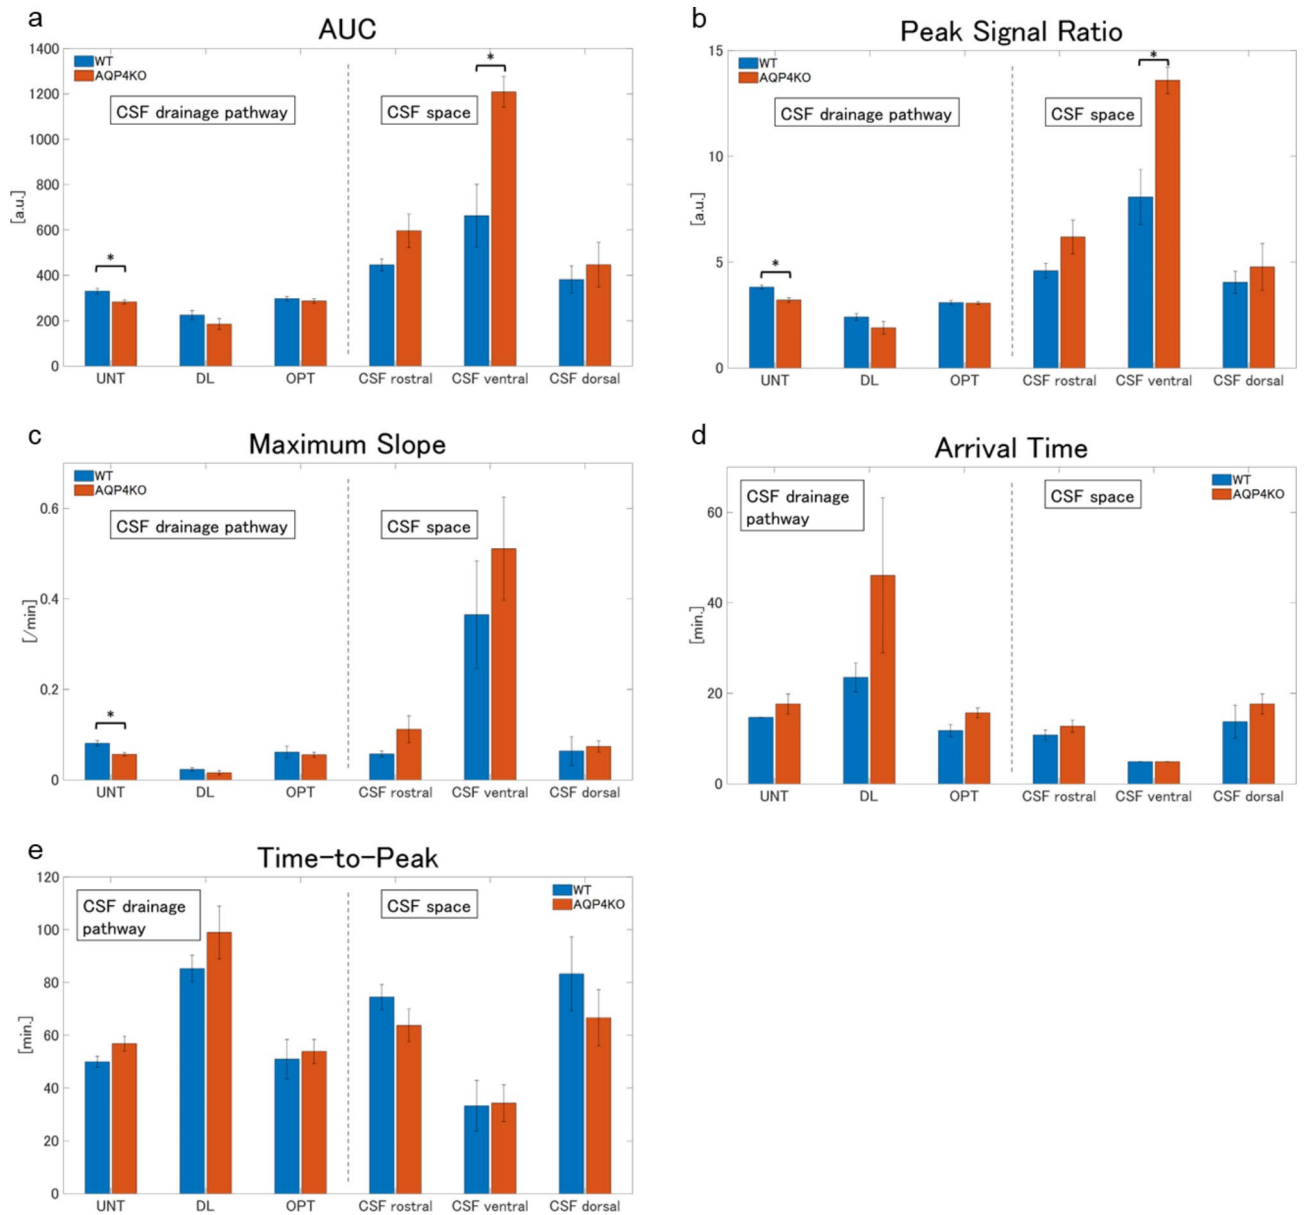 a
AUC
1400
1200
1000
800
600
400
200
0
[a.u.]
WT
AQP4KO
CSF drainage pathway
CSF space
*
*
UNT DL OPT CSF rostral CSF ventral CSF dorsal
b
Peak Signal Ratio
15
10
5
0
[a.u.]
WT
AQP4KO
CSF drainage pathway
CSF space
*
*
UNT DL OPT CSF rostral CSF ventral CSF dorsal
c
Maximum Slope
0.6
0.4
0.2
0
[/min]
WT
AQP4KO
CSF drainage pathway
CSF space
*
UNT DL OPT CSF rostral CSF ventral CSF dorsal
d
Arrival Time
60
40
20
0
[min.]
CSF drainage
pathway
CSF space
WT
AQP4KO
UNT DL OPT CSF rostral CSF ventral CSF dorsal
e
Time-to-Peak
120
100
80
60
40
20
0
[min.]
CSF drainage
pathway
CSF space
WT
AQP4KO
UNT DL OPT CSF rostral CSF ventral CSF dorsal